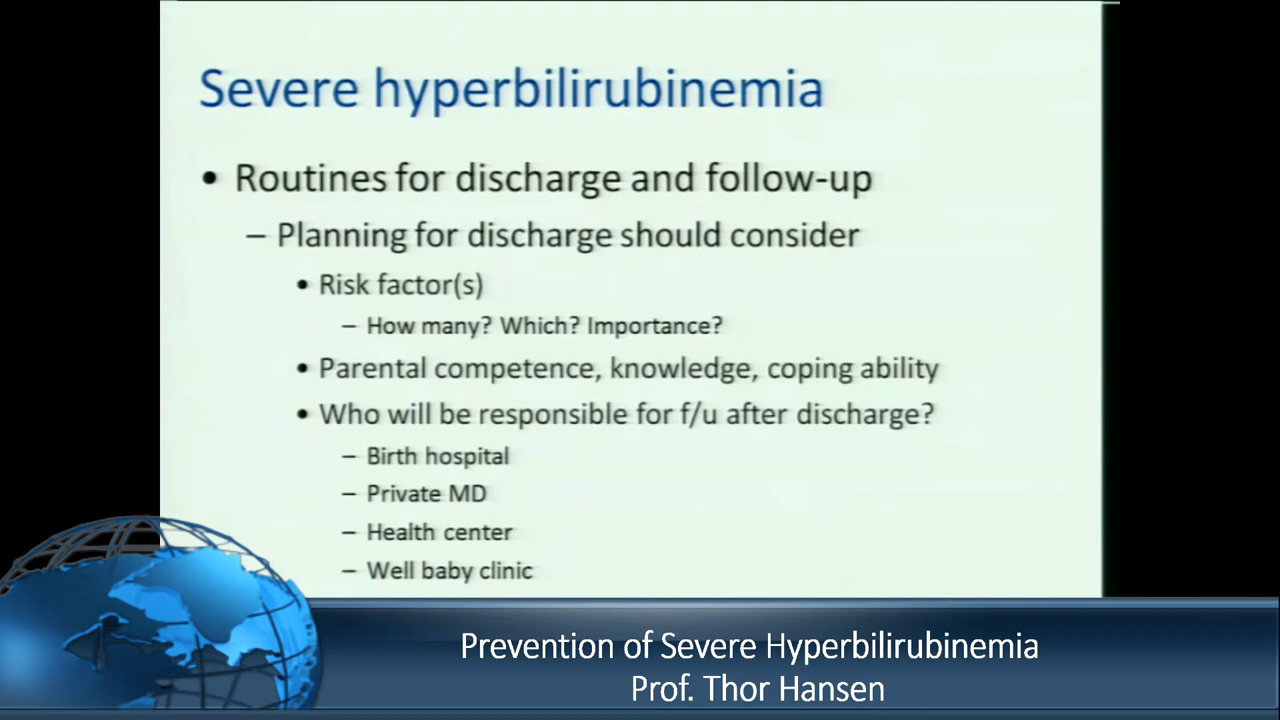 Severe hyperbilirubinemia
• Routines for discharge and follow-up
– Planning for discharge should consider
• Risk factor(s)
– How many? Which? Importance?
• Parental competence, knowledge, coping ability
• Who will be responsible for f/u after discharge?
– Birth hospital
– Private MD
– Health center
– Well baby clinic
Prevention of Severe Hyperbilirubinemia
Prof. Thor Hansen